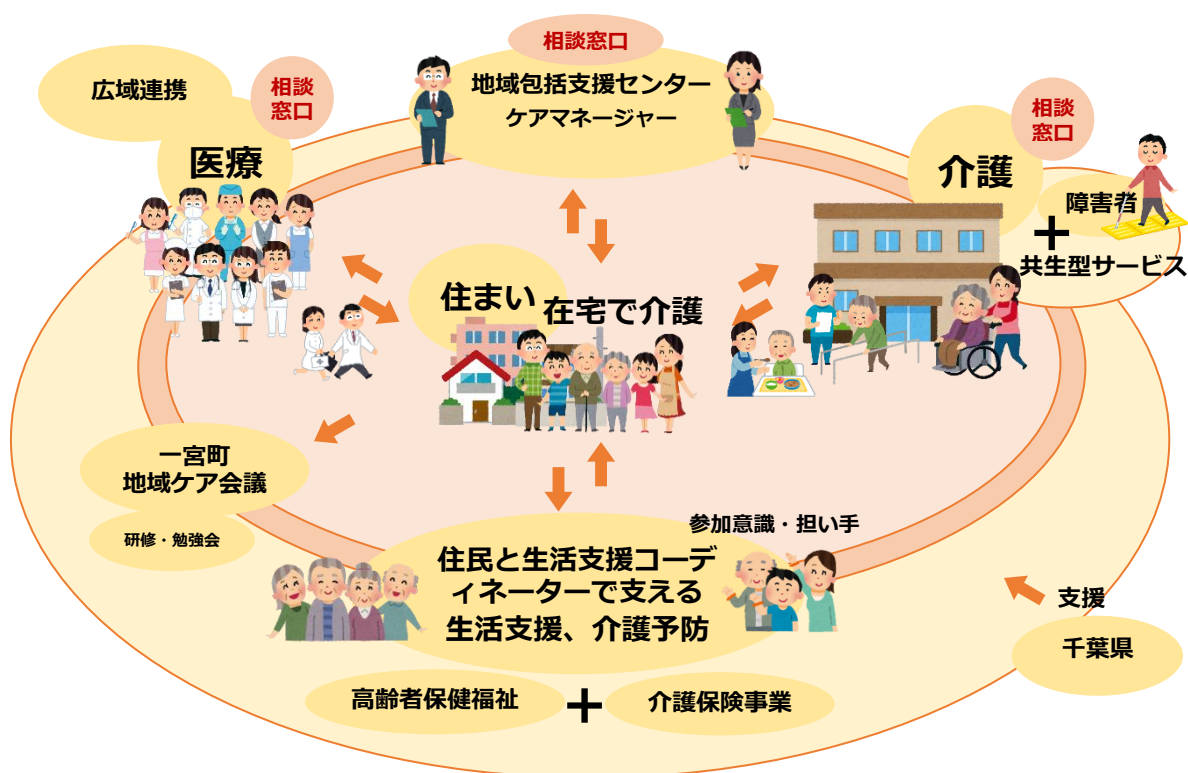 相談窓口
地域包括支援センター
ケアマネージャー
広域連携
相談
窓口
医療
相談
窓口
介護
障害者
+
共生型サービス
住まい
在宅で介護
一宮町
地域ケア会議
研修・勉強会
参加意識・担い手
住民と生活支援コーデ
ィネーターで支える
生活支援、介護予防
支援
千葉県
高齢者保健福祉
+
介護保険事業